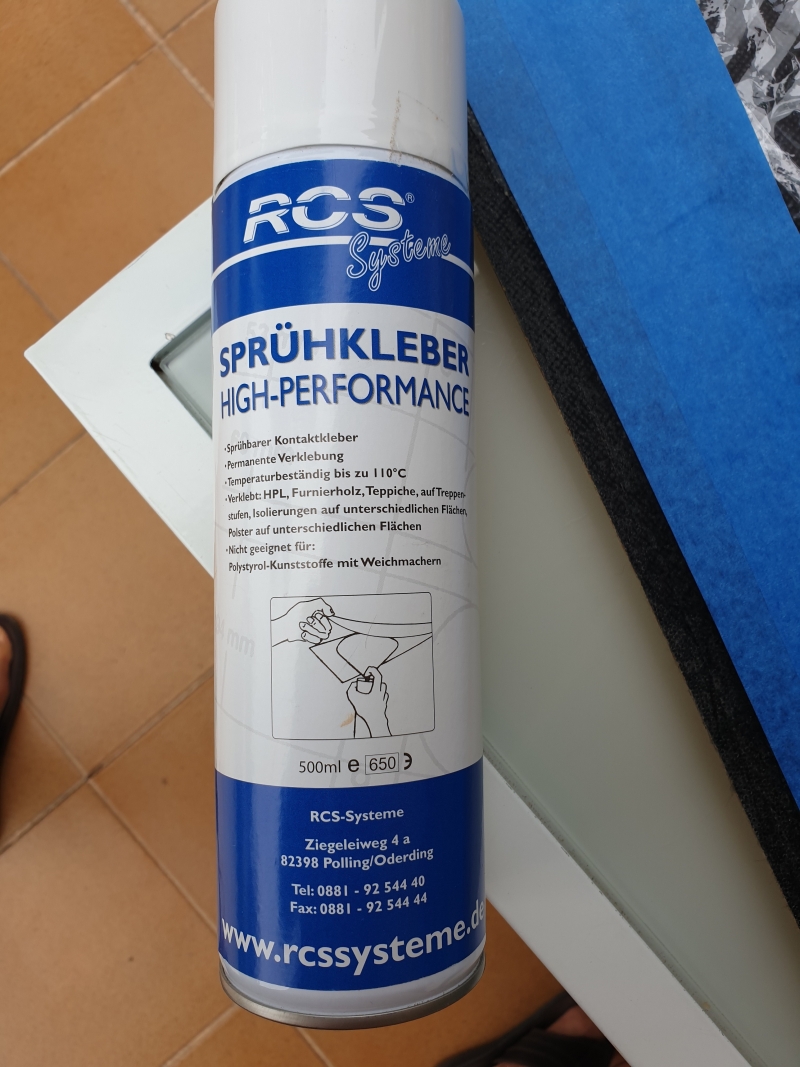 RCS®
Systeme
SPRÜHKLEBER
HIGH-PERFORMANCE
·Sprühbarer Kontaktkleber
·Permanente Verklebung
·Temperaturbeständig bis zu 110°C
·Verklebt: HPL, Furnierholz, Teppiche, auf Treppen-
stufen, Isolierungen auf unterschiedlichen Flächen,
Polster auf unterschiedlichen Flächen
·Nicht geeignet für:
Polystyrol-Kunststoffe mit Weichmachern
500ml e 650
RCS-Systeme
Ziegeleiweg 4 a
82398 Polling/Oderding
Tel: 0881 - 92 544 40
Fax: 0881 - 92 544 44
www.rcssysteme.de